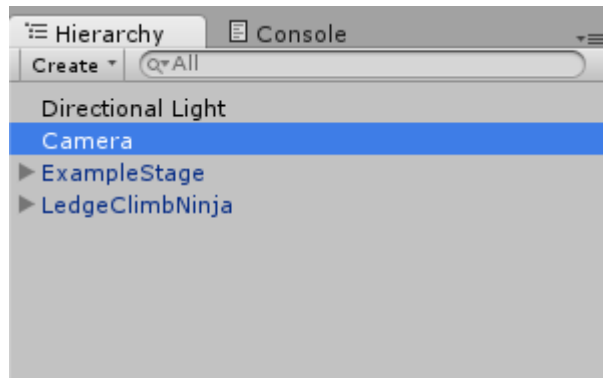 Hierarchy Console
Create All
Directional Light
Camera
ExampleStage
LedgeClimbNinja